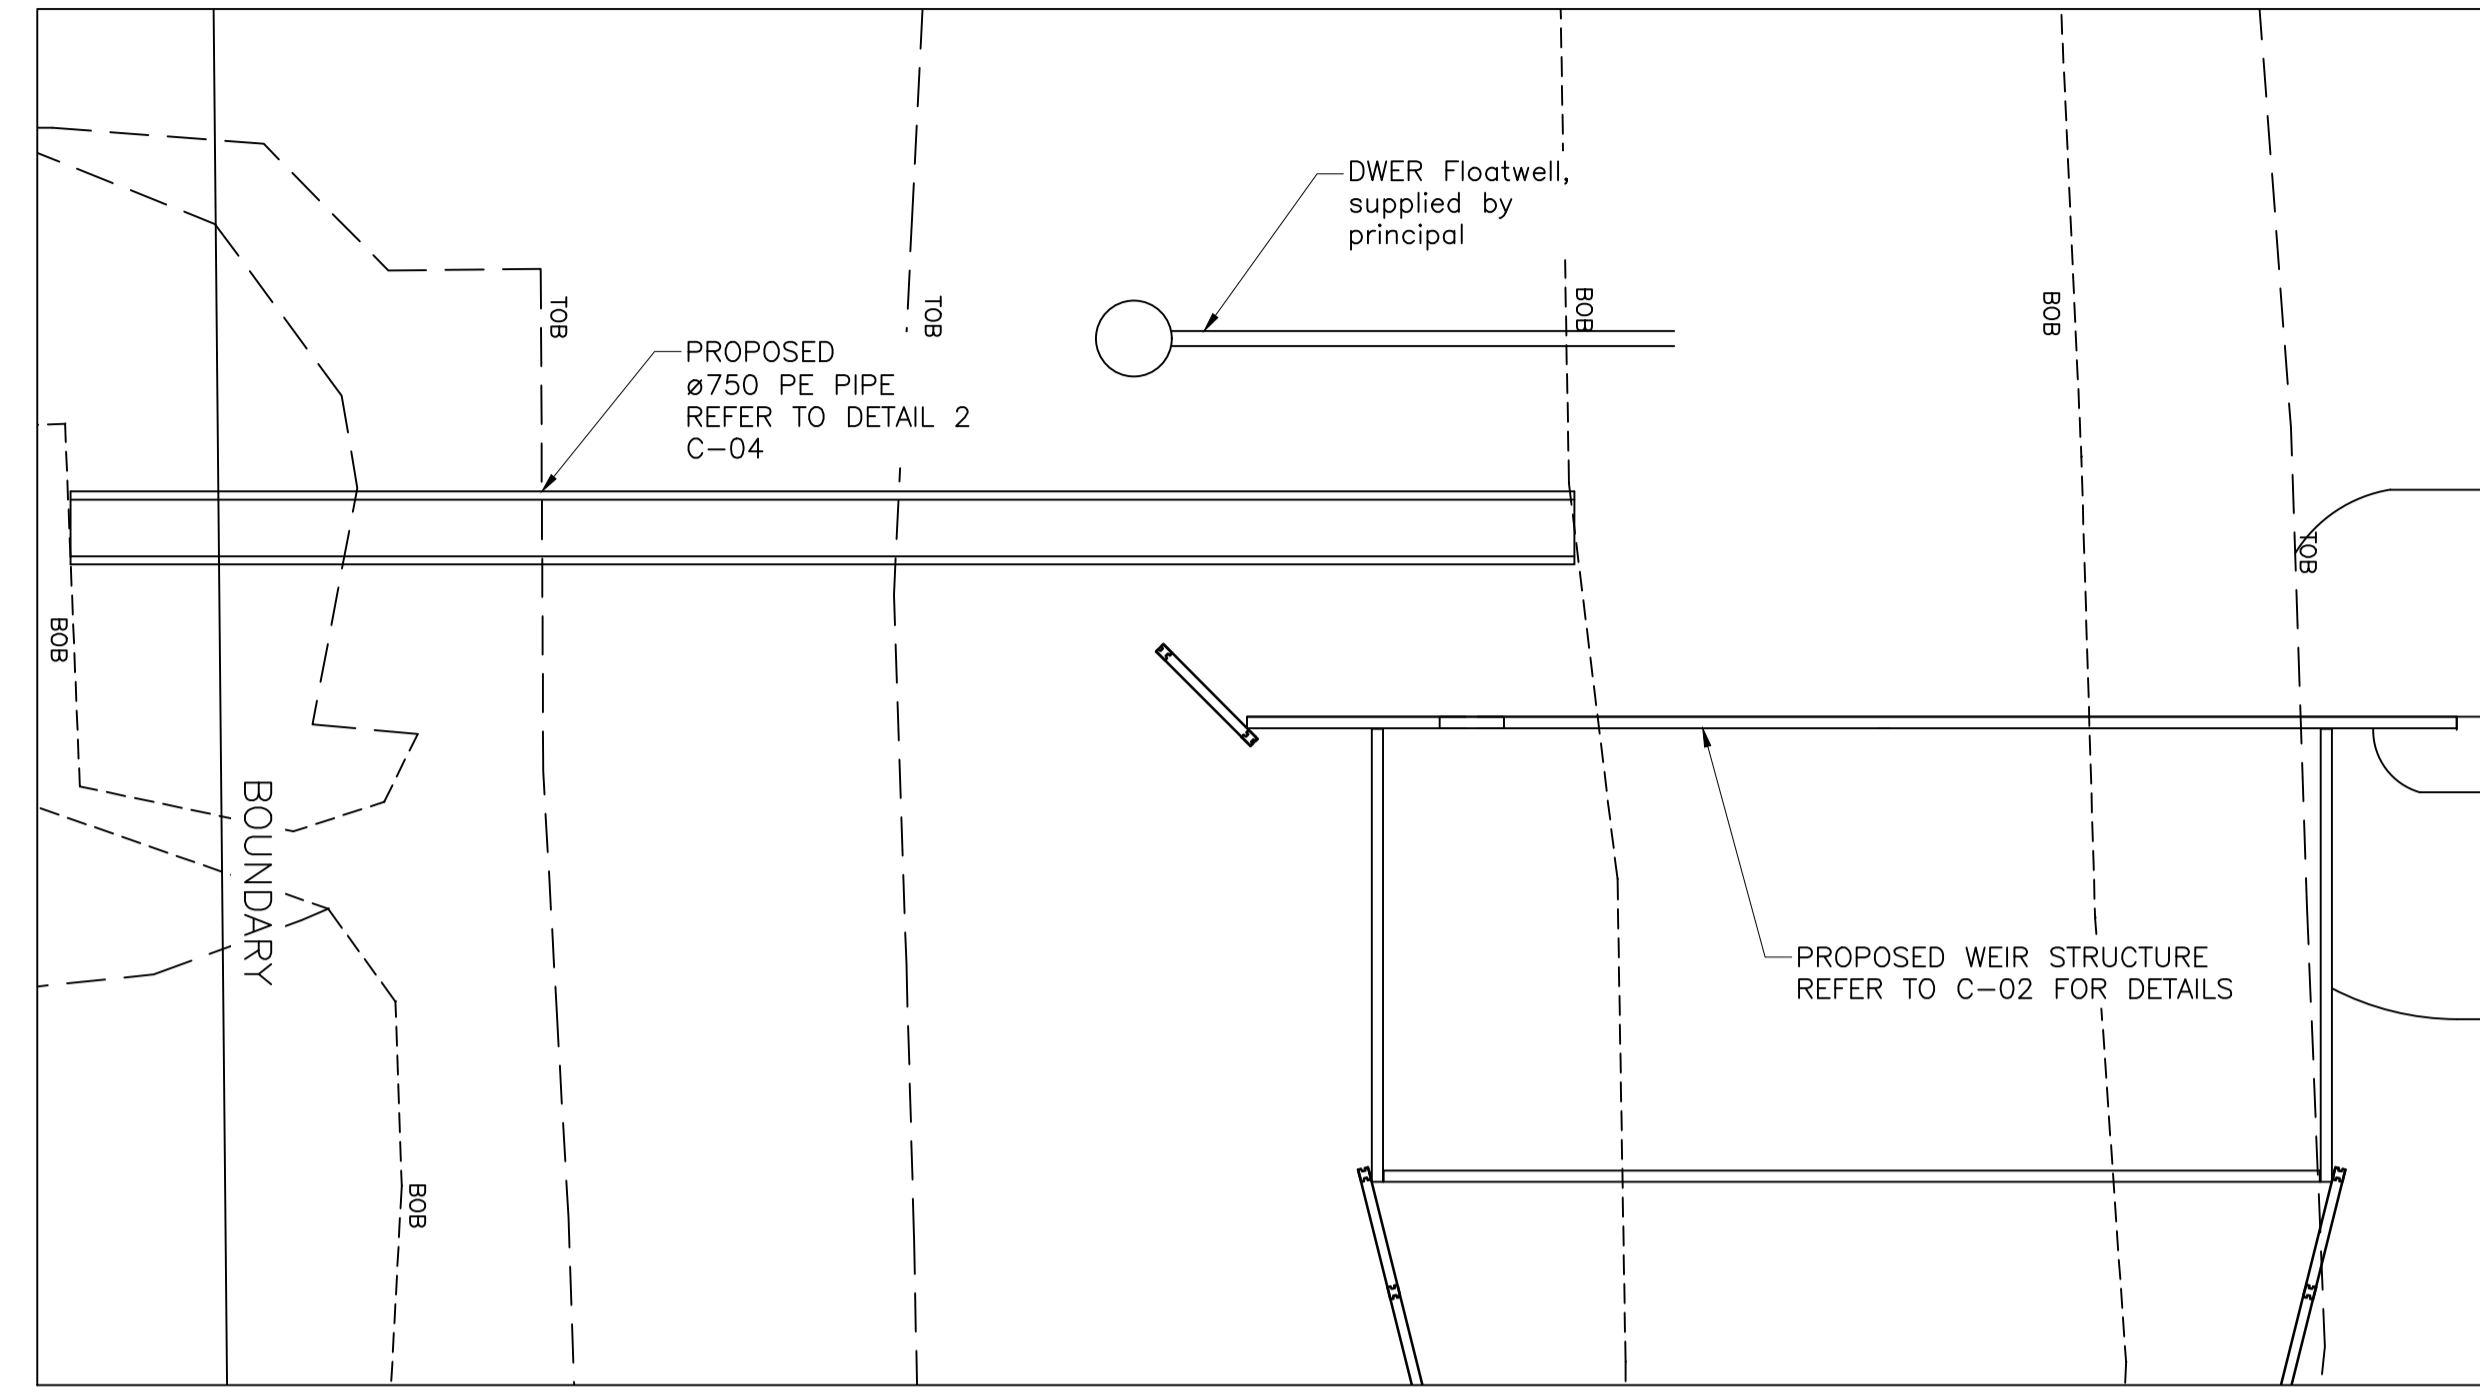 DWER Floatwell,
supplied by
principal
TOB
TOB
BOB
BOB
PROPOSED
ø750 PE PIPE
REFER TO DETAIL 2
C-04
TOB
BOB
BOUNDARY
PROPOSED WEIR STRUCTURE
REFER TO C-02 FOR DETAILS
BOB